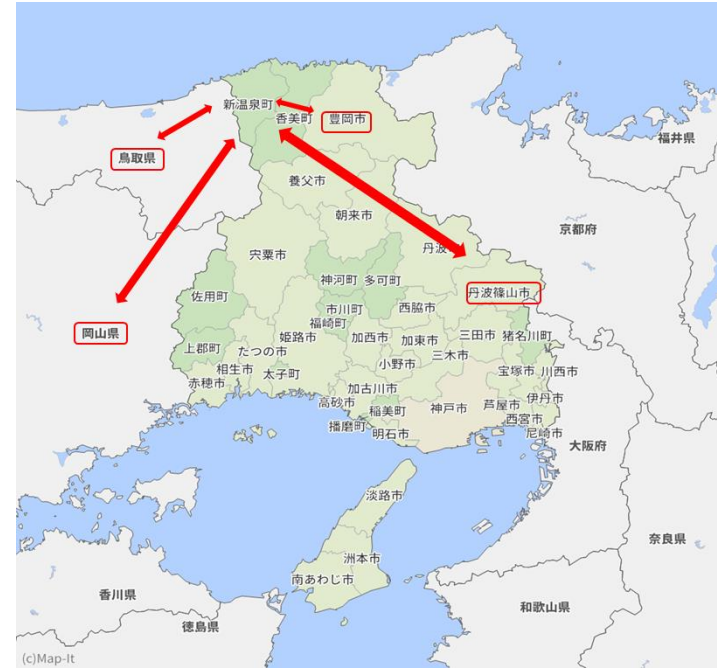 新温泉町
香美町
豊岡市
鳥取県
福井県
養父市
朝来市
京都府
宍粟市
丹波
神河町
多可町
丹波篠山市
佐用町
市川町
西脇市
岡山県
福崎町
姫路市
加西市
加東市
三田市
猪名川町
上郡町
たつの市
三木市
相生市
太子町
小野市
宝塚市
川西市
赤穂市
加古川市
高砂市
稲美町
神戸市
芦屋市
伊丹市
西宮市
播磨町
明石市
尼崎市
大阪府
淡路市
奈良県
洲本市
南あわじ市
香川県
和歌山県
徳島県
(c)Map-It